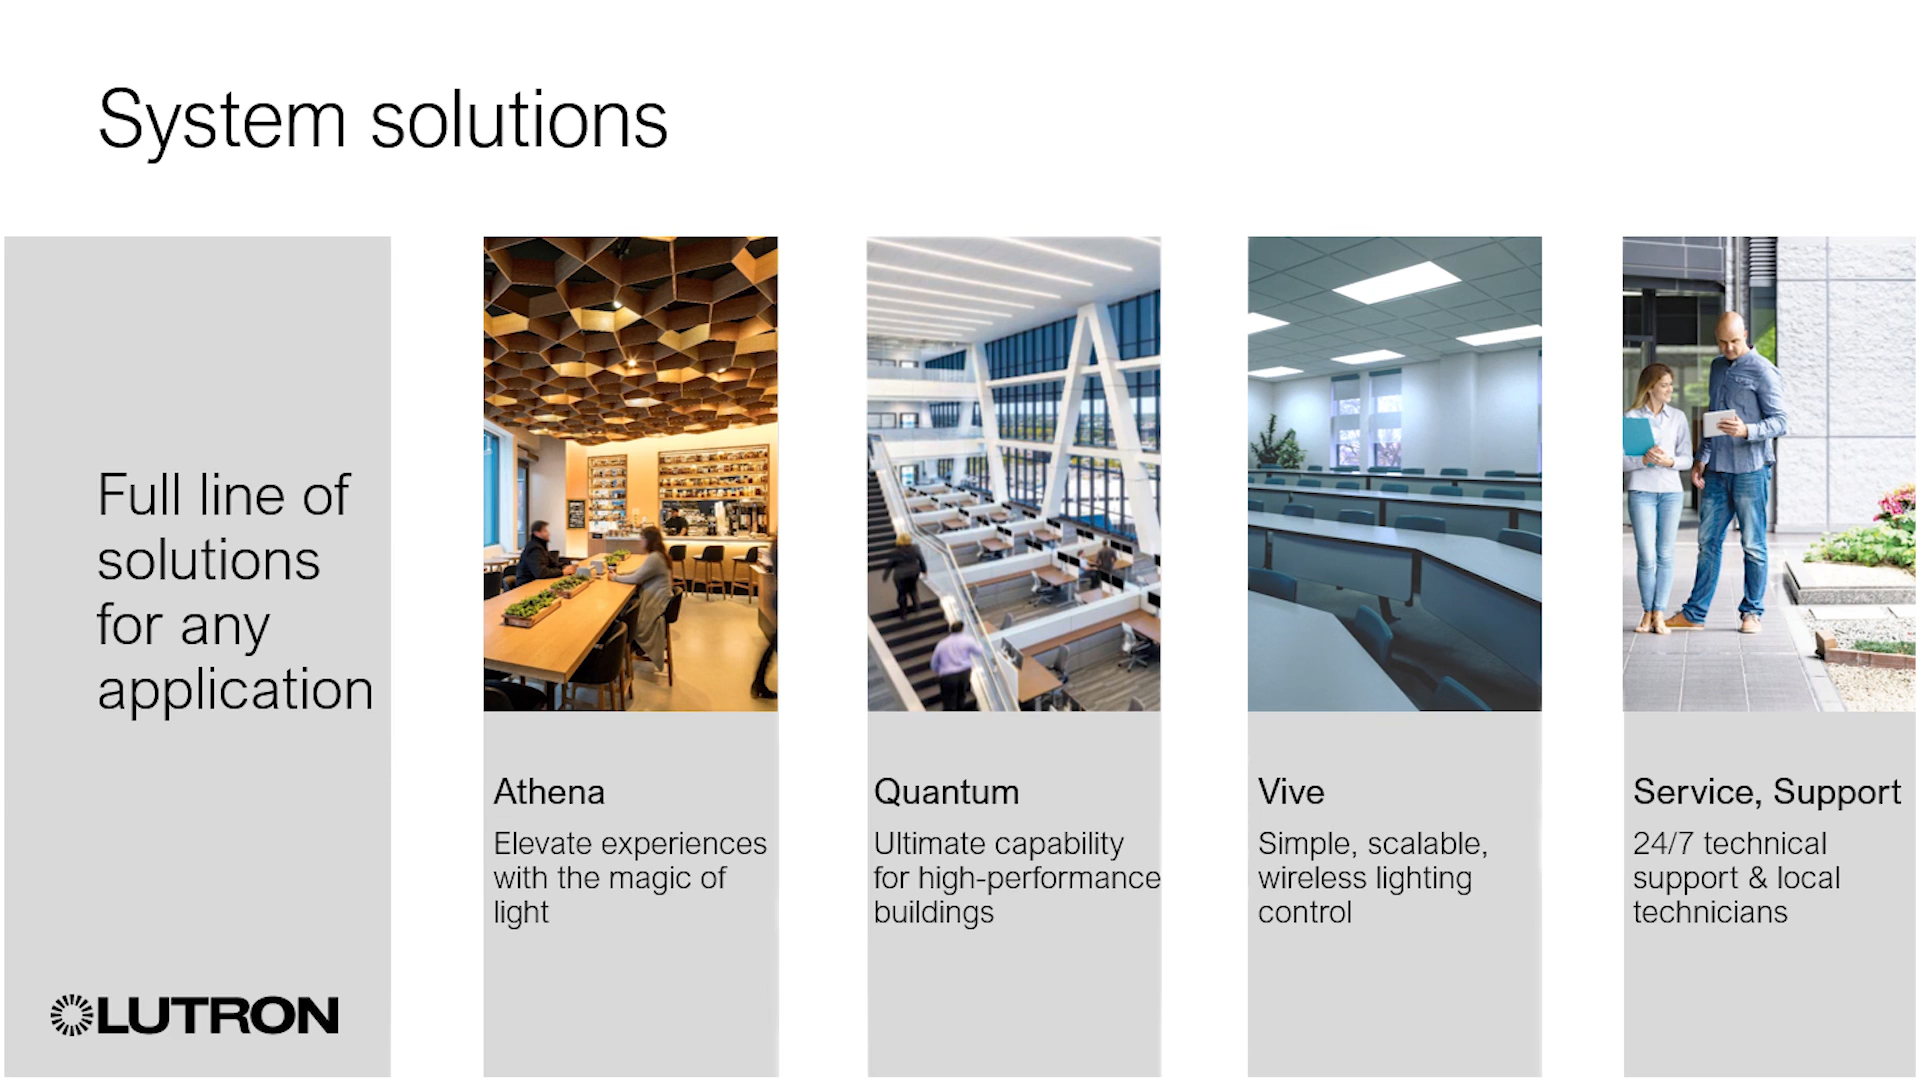 System solutions
Full line of
solutions
for any
application
LUTRON
Athena
Elevate experiences
with the magic of
light
Quantum
Ultimate capability
for high-performance
buildings
Vive
Simple, scalable,
wireless lighting
control
Service, Support
24/7 technical
support & local
technicians